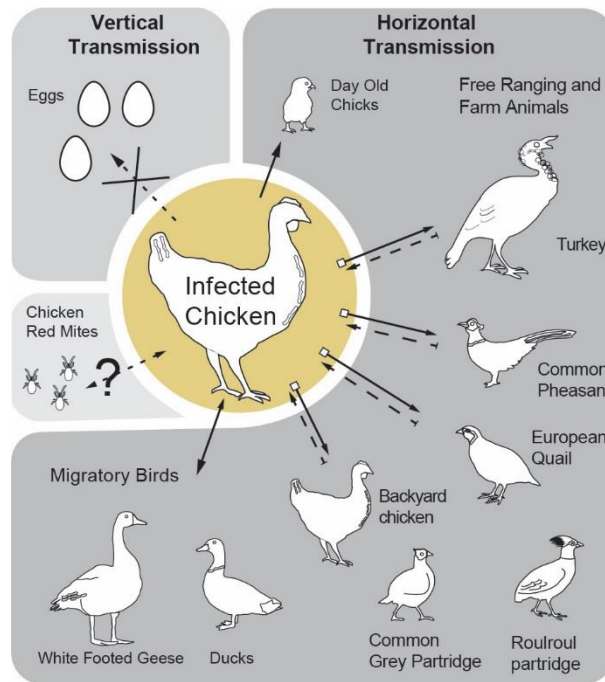 Vertical
Transmission
Eggs
Horizontal
Transmission
Day Old
Chicks
Free Ranging and
Farm Animals
Turkey
Infected
Chicken
Chicken
Red Mites
?
Common
Pheasan
European
Quail
Migratory Birds
Backyard
chicken
White Footed Geese
Ducks
Common
Grey Partridge
Roulroul
partridge